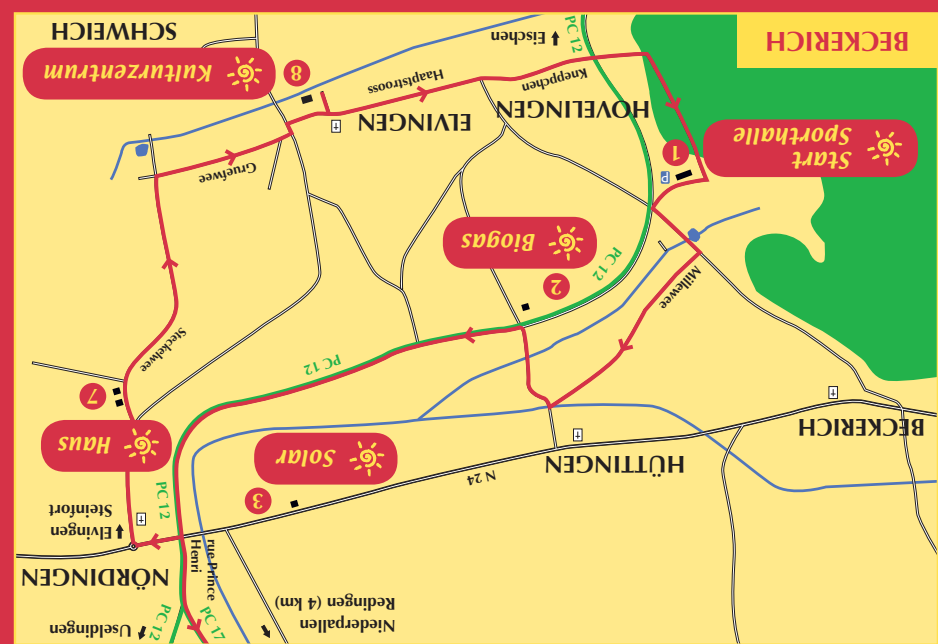 Niederpallen
Redingen (4 km)
PC 17
PC 12
Useldingen
rue Prince
Henri
NÖRDINGEN
Elvingen
Steinfort
PC 12
N 24
3
Solar
HÜTTINGEN
BECKERICH
Haus
7
PC 12
Steckelwee
2
Biogas
Millewee
PC 12
P
1
Start
Sporthalle
Gruefwee
HOVELINGEN
ELVINGEN
Kneppchen
Haaptstrooss
8
Kulturzentrum
BECKERICH
PC 12
Eischen
SCHWEICH